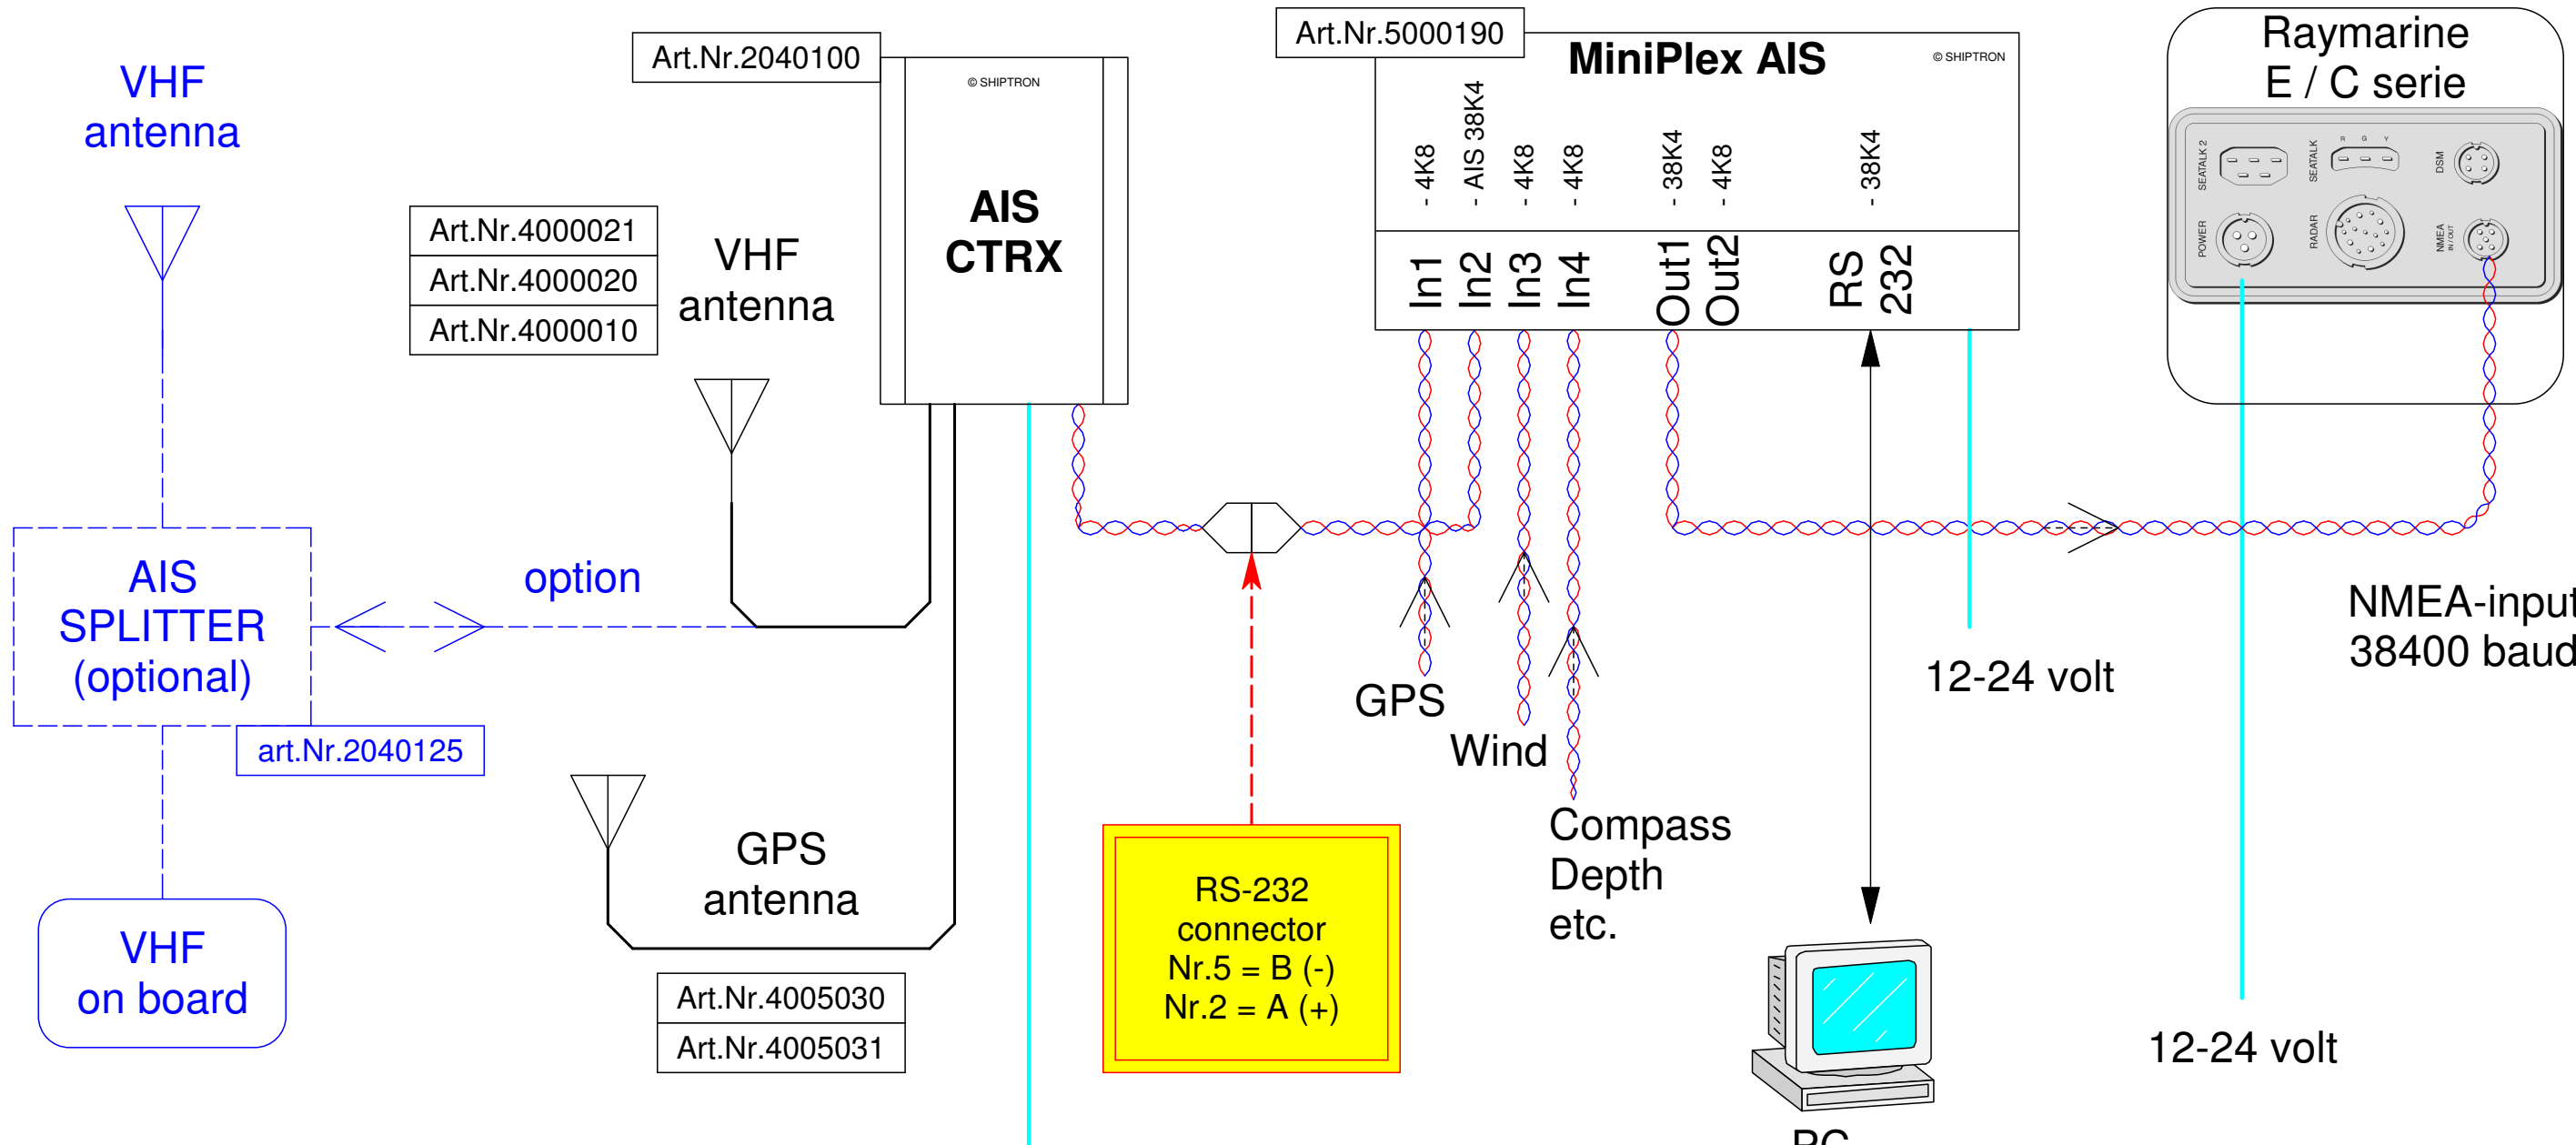 VHF
antenna
AIS
SPLITTER
(optional)
art.Nr.2040125
VHF
on board
option
Art.Nr.4000021
Art.Nr.4000020
Art.Nr.4000010
VHF
antenna
Art.Nr.2040100
© SHIPTRON
AIS
CTRX
GPS
antenna
Art.Nr.4005030
Art.Nr.4005031
RS-232
connector
Nr.5 = B (-)
Nr.2 = A (+)
Art.Nr.5000190
MiniPlex AIS
© SHIPTRON
- 4K8
- AIS 38K4
- 4K8
- 4K8
- 38K4
- 4K8
- 38K4
In1
In2
In3
In4
Out1
Out2
RS
232
GPS
Wind
Compass
Depth
etc.
12-24 volt
PC
Raymarine
E / C serie
SEATALK 2
SEATALK
R G Y
DSM
POWER
RADAR
NMEA
IN / OUT
NMEA-input
38400 baud
12-24 volt